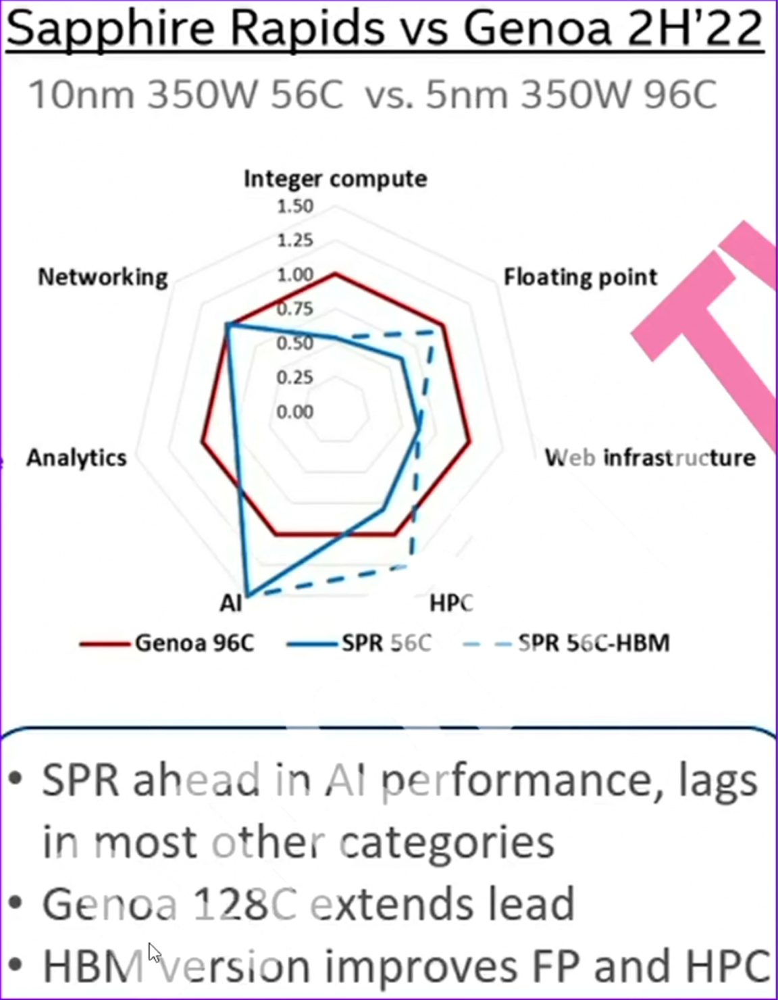 Sapphire Rapids vs Genoa 2H'22
10nm 350W 56C vs. 5nm 350W 96C
Integer compute
1.50
1.25
1.00
0.75
0.50
0.25
0.00
Networking
Floating point
Analytics
Web infrastructure
AI
HPC
Genoa 96C
SPR 56C
SPR 56C-HBM
• SPR ahead in AI performance, lags
in most other categories
• Genoa 128C extends lead
• HBM version improves FP and HPC